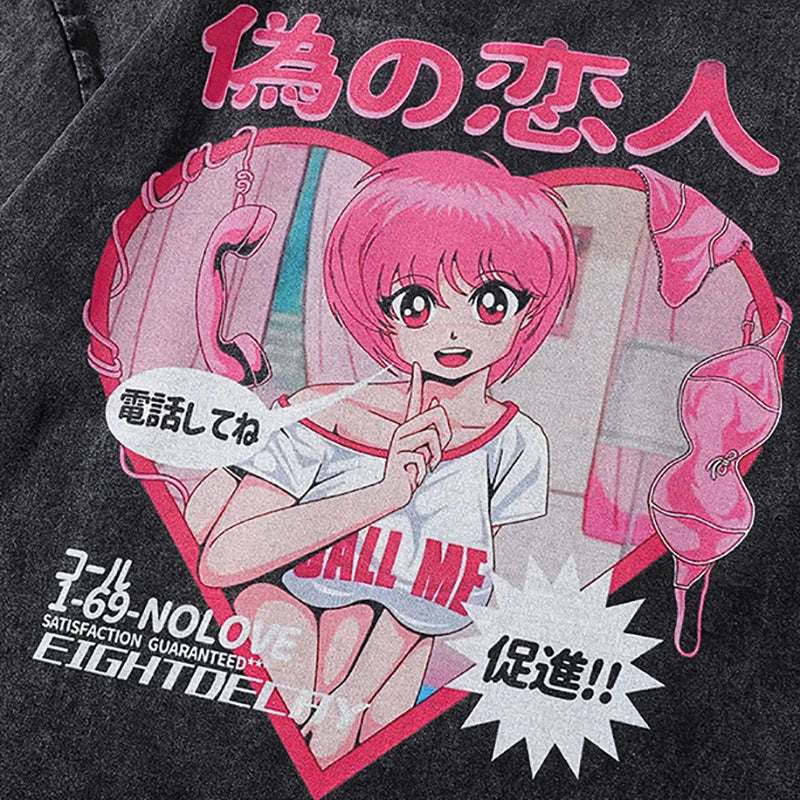 偽の恋人
電話してね
CALL ME
コール
1-69-NOLOVE
SATISFACTION GUARANTEED**
EIGHTDECAY
促進!!